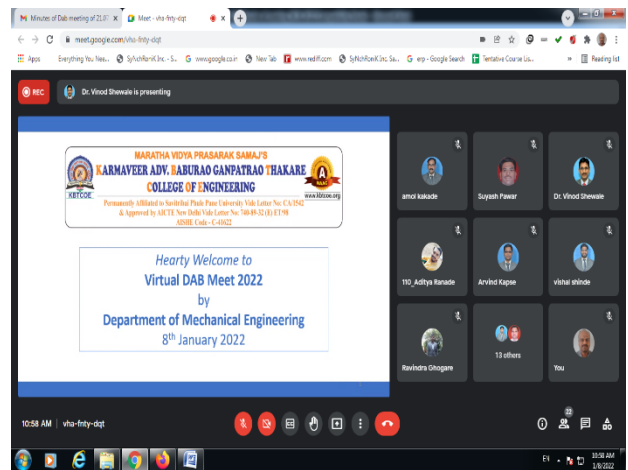 Minutes of Dab meeting of 21.07
Meet - vha-fnty-dqt
meet.google.com/vha-fnty-dqt
Apps
Everything You Nee...
SyNchRoniX Inc. - S...
www.google.co.in
New Tab
www.rediff.com
SyNchRoniX Inc. Sa...
erp - Google Search
Tentative Course Lis...
»
Reading list
REC
Dr. Vinod Shewale is presenting
MARATHA VIDYA PRASARAK SAMAJ'S
KARMAVEER ADV. BABURAO GANPATRAO THAKARE
COLLEGE OF ENGINEERING
KBTCOE
www.kbtcoe.org
Permanently Affiliated to Savitribai Phule Pune University Vide Letter No: CA/1542
& Approved by AICTE New Delhi Vide Letter No: 740-89-32 (E) ET/98
AISHE Code - C-41622
Hearty Welcome to
Virtual DAB Meet 2022
by
Department of Mechanical Engineering
8th January 2022
amol kakade
Suyash Pawar
Dr. Vinod Shewale
110_Aditya Ranade
Arvind Kapse
vishal shinde
Ravindra Ghogare
13 others
You
10:58 AM | vha-fnty-dqt
22
EN
10:58 AM
1/8/2022